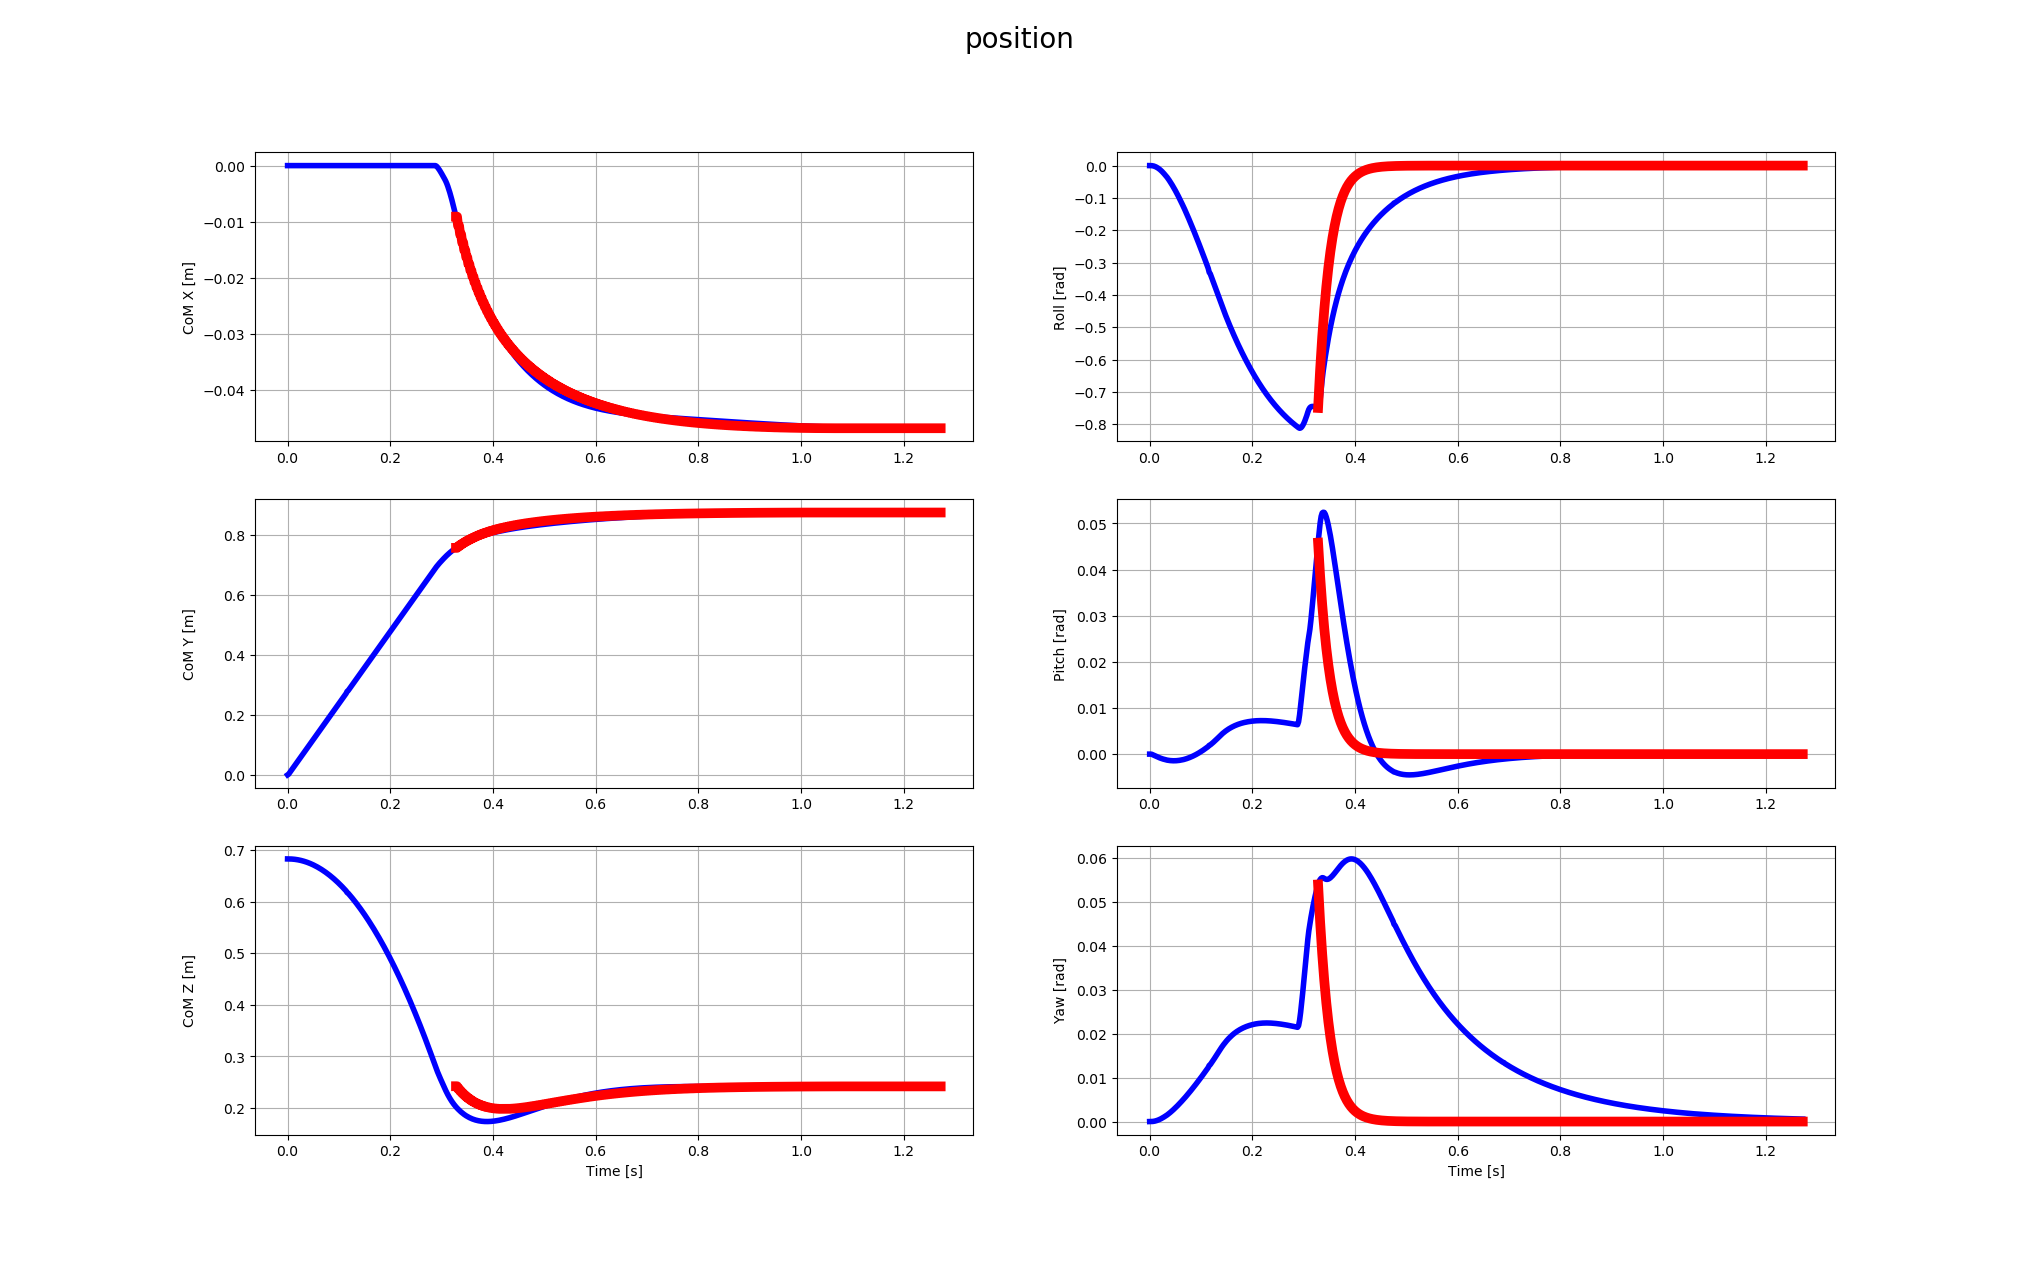 position
0.00
−0.01
−0.02
−0.03
−0.04
CoM X [m]
0.0 0.2 0.4 0.6 0.8 1.0 1.2
0.0
−0.1
−0.2
−0.3
−0.4
−0.5
−0.6
−0.7
−0.8
Roll [rad]
0.0 0.2 0.4 0.6 0.8 1.0 1.2
0.8
0.6
0.4
0.2
0.0
CoM Y [m]
0.0 0.2 0.4 0.6 0.8 1.0 1.2
0.05
0.04
0.03
0.02
0.01
0.00
Pitch [rad]
0.0 0.2 0.4 0.6 0.8 1.0 1.2
0.7
0.6
0.5
0.4
0.3
0.2
CoM Z [m]
0.0 0.2 0.4 0.6 0.8 1.0 1.2
Time [s]
0.06
0.05
0.04
0.03
0.02
0.01
0.00
Yaw [rad]
0.0 0.2 0.4 0.6 0.8 1.0 1.2
Time [s]